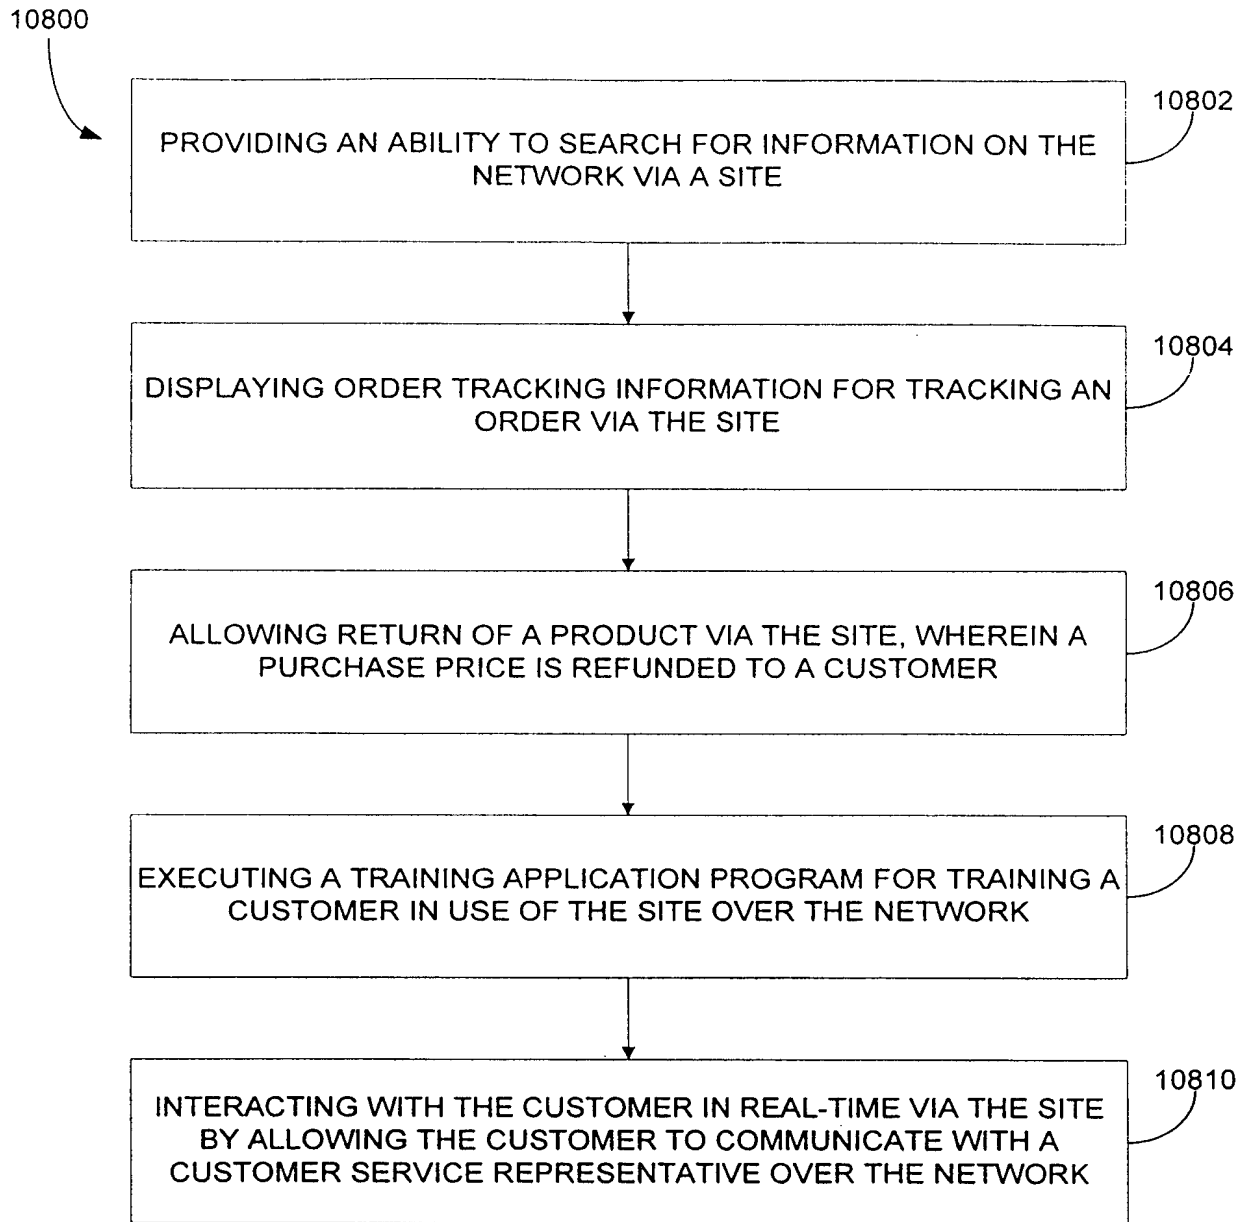 10800
10802
PROVIDING AN ABILITY TO SEARCH FOR INFORMATION ON THE
NETWORK VIA A SITE
10804
DISPLAYING ORDER TRACKING INFORMATION FOR TRACKING AN
ORDER VIA THE SITE
10806
ALLOWING RETURN OF A PRODUCT VIA THE SITE, WHEREIN A
PURCHASE PRICE IS REFUNDED TO A CUSTOMER
10808
EXECUTING A TRAINING APPLICATION PROGRAM FOR TRAINING A
CUSTOMER IN USE OF THE SITE OVER THE NETWORK
10810
INTERACTING WITH THE CUSTOMER IN REAL-TIME VIA THE SITE
BY ALLOWING THE CUSTOMER TO COMMUNICATE WITH A
CUSTOMER SERVICE REPRESENTATIVE OVER THE NETWORK